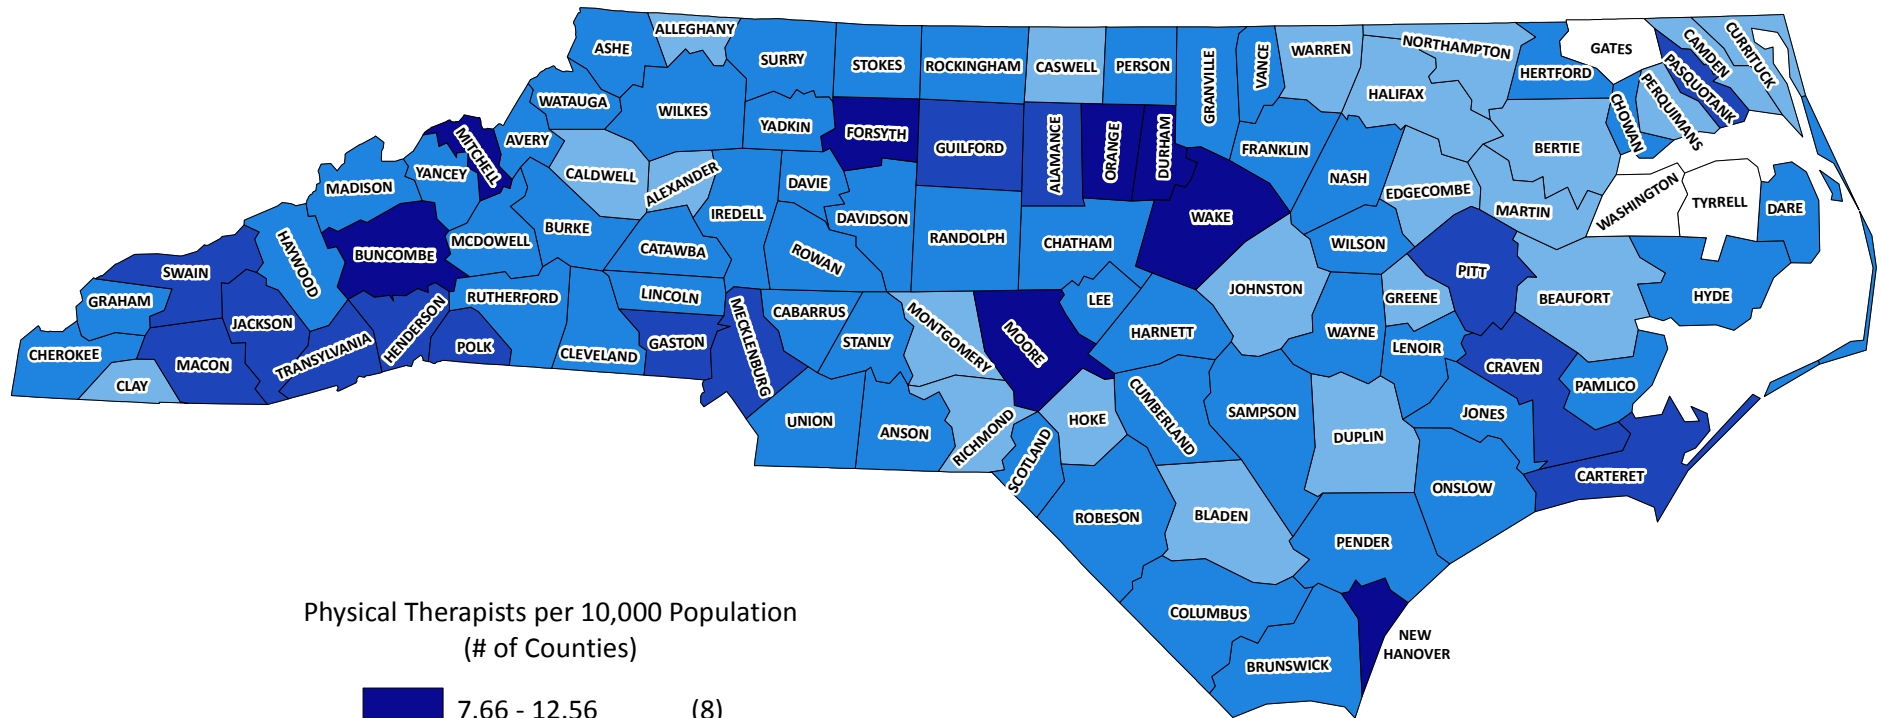 ALLEGHANY
ASHE
SURRY
STOKES
ROCKINGHAM
CASWELL
PERSON
GRANVILLE
VANCE
WARREN
NORTHAMPTON
GATES
CAMDEN
CURRITUCK
HERTFORD
PASQUOTANK
HALIFAX
PERQUIMANS
CHOWAN
WATAUGA
WILKES
YADKIN
FORSYTH
GUILFORD
ALAMANCE
ORANGE
DURHAM
FRANKLIN
BERTIE
MITCHELL
AVERY
CALDWELL
ALEXANDER
DAVIE
NASH
EDGECOMBE
MADISON
YANCEY
IREDELL
DAVIDSON
WAKE
MARTIN
WASHINGTON
TYRRELL
DARE
MCDOWELL
BURKE
CATAWBA
ROWAN
RANDOLPH
CHATHAM
WILSON
BUNCOMBE
HAYWOOD
SWAIN
PITT
GRAHAM
RUTHERFORD
LINCOLN
LEE
JOHNSTON
GREENE
BEAUFORT
HYDE
JACKSON
HENDERSON
MECKLENBURG
CABARRUS
MONTGOMERY
MOORE
HARNETT
WAYNE
CHEROKEE
MACON
TRANSYLVANIA
POLK
CLEVELAND
GASTON
STANLY
LENOIR
CRAVEN
CLAY
PAMLICO
UNION
ANSON
RICHMOND
HOKE
CUMBERLAND
SAMPSON
DUPLIN
JONES
SCOTLAND
CARTERET
ONSLOW
ROBESON
BLADEN
PENDER
COLUMBUS
NEW
HANOVER
BRUNSWICK
Physical Therapists per 10,000 Population
(# of Counties)
7.66 - 12.56 (8)